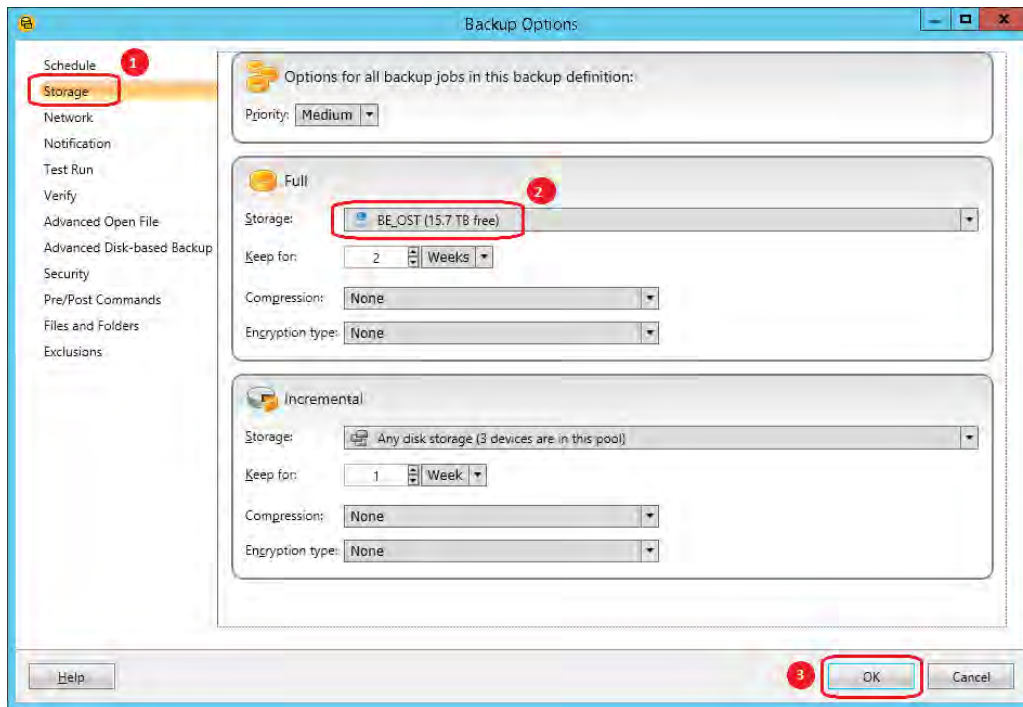 Backup Options
Schedule
1
Storage
Network
Notification
Test Run
Verify
Advanced Open File
Advanced Disk-based Backup
Security
Pre/Post Commands
Files and Folders
Exclusions
Options for all backup jobs in this backup definition:
Priority: Medium
Full
2
Storage: BE_OST (15.7 TB free)
Keep for: 2 Weeks
Compression: None
Encryption type: None
Incremental
Storage: Any disk storage (3 devices are in this pool)
Keep for: 1 Week
Compression: None
Encryption type: None
Help
3
OK
Cancel